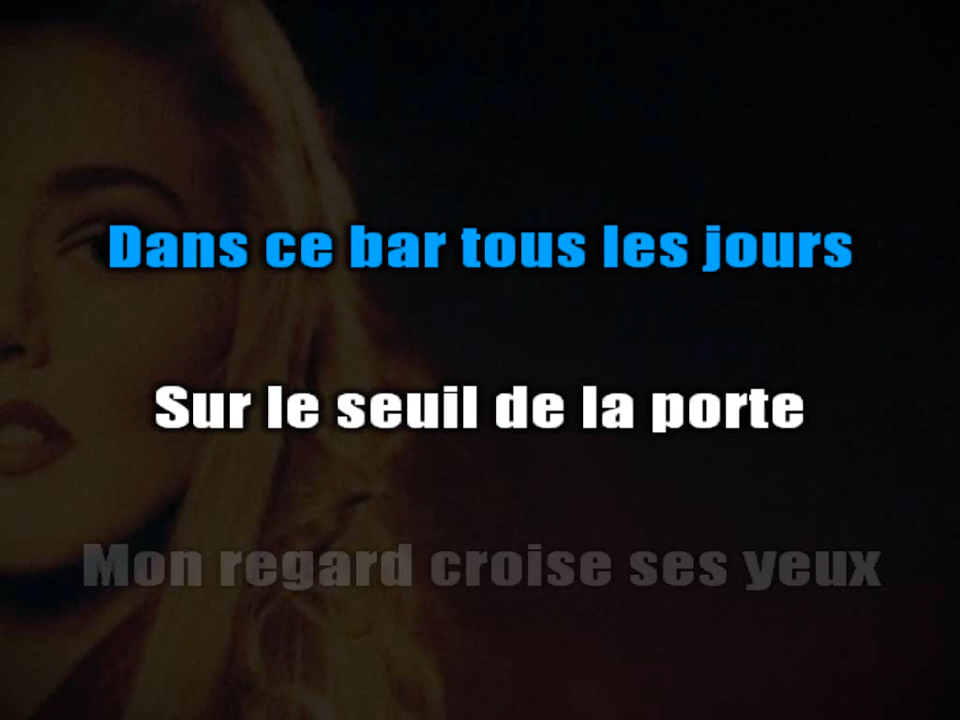 Dans ce bar tous les jours
Sur le seuil de la porte
Mon regard croise ses yeux